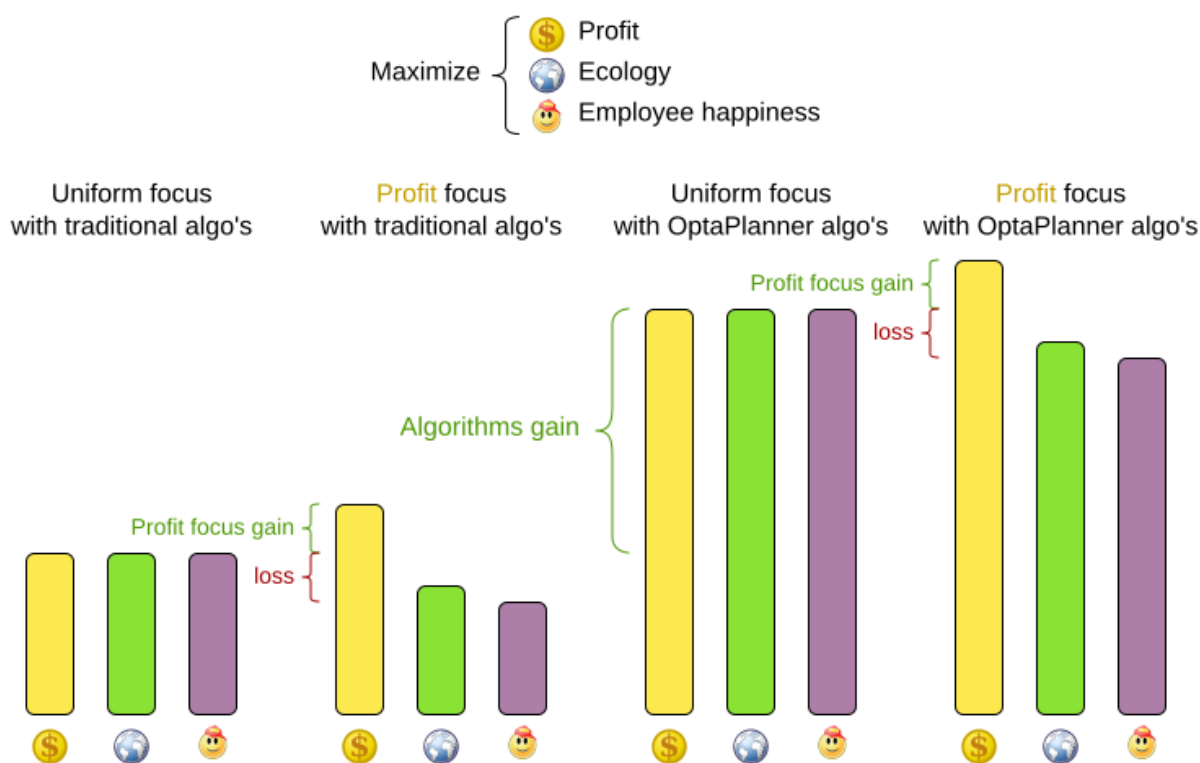 Maximize
Profit
Ecology
Employee happiness
Uniform focus
with traditional algo's
Profit focus
with traditional algo's
Uniform focus
with OptaPlanner algo's
Profit focus
with OptaPlanner algo's
Profit focus gain
loss
Algorithms gain
Profit focus gain
loss
$
$
$
$
$